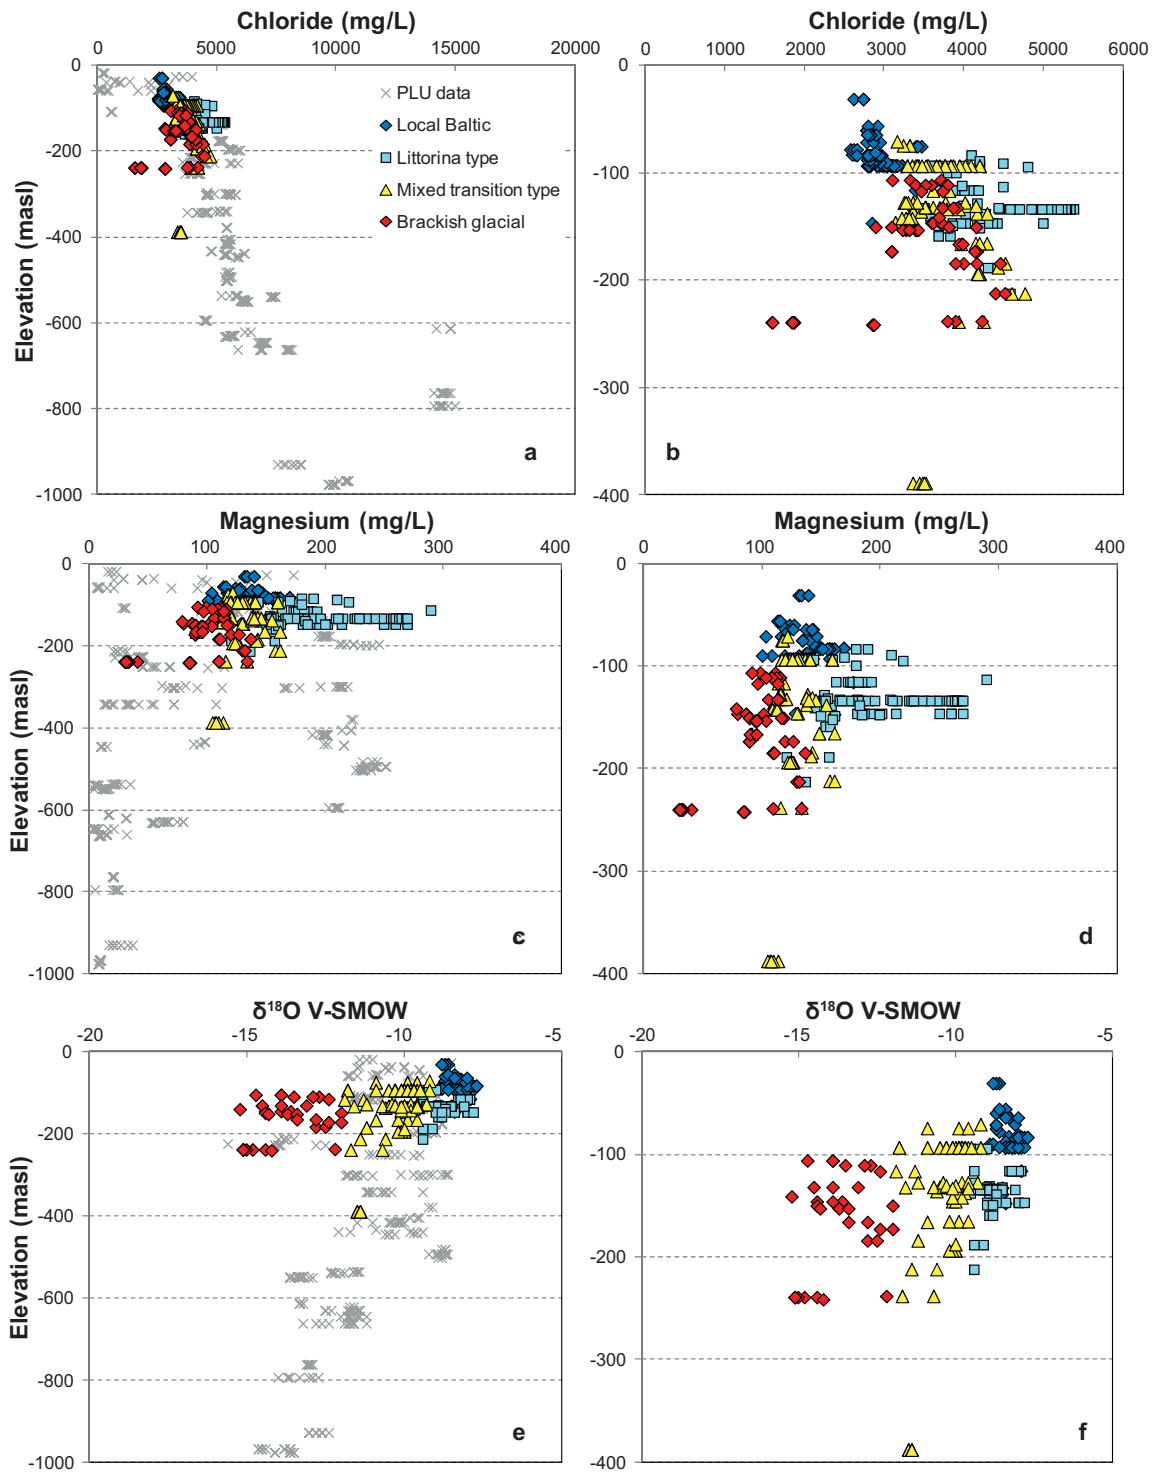 Chloride (mg/L)
0 5000 10000 15000 20000
0
-200
-400
-600
-800
-1000
Elevation (masl)
PLU data
Local Baltic
Littorina type
Mixed transition type
Brackish glacial
a
Chloride (mg/L)
0 1000 2000 3000 4000 5000 6000
0
-100
-200
-300
-400
b
Magnesium (mg/L)
0 100 200 300 400
0
-200
-400
-600
-800
-1000
Elevation (masl)
c
Magnesium (mg/L)
0 100 200 300 400
0
-100
-200
-300
-400
d
δ¹⁸O V-SMOW
-20 -15 -10 -5
0
-200
-400
-600
-800
-1000
Elevation (masl)
e
δ¹⁸O V-SMOW
-20 -15 -10 -5
0
-100
-200
-300
-400
f